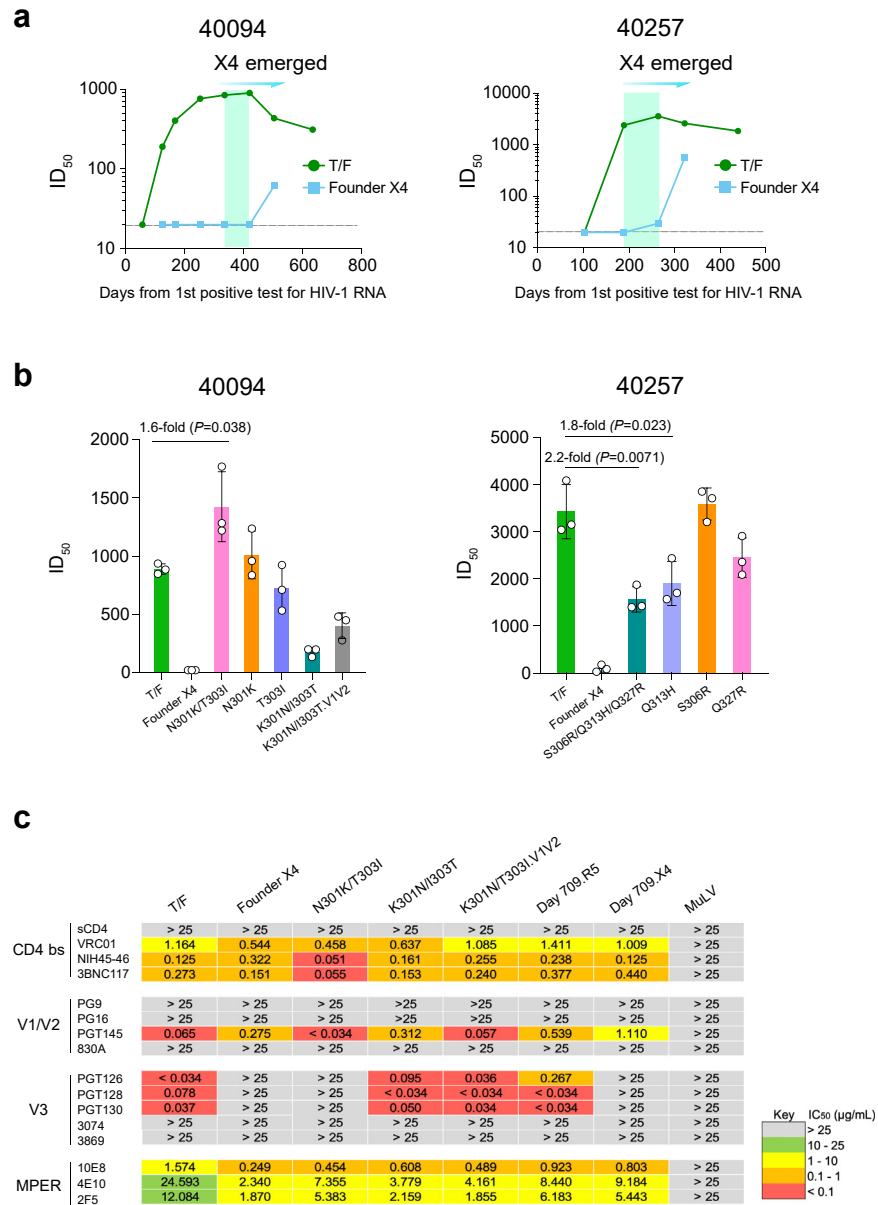 a
40094
X4 emerged
1000
100
10
ID50
0 200 400 600 800
Days from 1st positive test for HIV-1 RNA
T/F
Founder X4
40257
X4 emerged
10000
1000
100
10
ID50
0 100 200 300 400 500
Days from 1st positive test for HIV-1 RNA
T/F
Founder X4
b
40094
1.6-fold (P=0.038)
2000
1500
1000
500
0
ID50
T/F
Founder X4
N301K/T303I
N301K
T303I
K301N/I303T
K301N/I303T.V1V2
40257
1.8-fold (P=0.023)
2.2-fold (P=0.0071)
5000
4000
3000
2000
1000
0
ID50
T/F
Founder X4
S306R/Q313H/Q327R
Q313H
S306R
Q327R
c
T/F Founder X4 N301K/T303I K301N/I303T K301N/T303I.V1V2 Day 709.R5 Day 709.X4 MuLV
CD4 bs
sCD4 > 25 > 25 > 25 > 25 > 25 > 25 > 25 > 25
VRC01 1.164 0.544 0.458 0.637 1.085 1.411 1.009 > 25
NIH45-46 0.125 0.322 0.051 0.161 0.255 0.238 0.125 > 25
3BNC117 0.273 0.151 0.055 0.153 0.240 0.377 0.440 > 25
V1/V2
PG9 > 25 > 25 > 25 >25 >25 > 25 > 25 > 25
PG16 > 25 > 25 > 25 >25 >25 > 25 > 25 > 25
PGT145 0.065 0.275 < 0.034 0.312 0.057 0.539 1.110 > 25
830A > 25 > 25 > 25 > 25 > 25 > 25 > 25 > 25
V3
PGT126 < 0.034 > 25 > 25 0.095 0.036 0.267 > 25 > 25
PGT128 0.078 > 25 > 25 < 0.034 < 0.034 < 0.034 > 25 > 25
PGT130 0.037 > 25 > 25 0.050 0.034 < 0.034 > 25 > 25
3074 > 25 > 25 > 25 > 25 > 25 > 25 > 25 > 25
3869 > 25 > 25 > 25 > 25 > 25 > 25 > 25 > 25
MPER
10E8 1.574 0.249 0.454 0.608 0.489 0.923 0.803 > 25
4E10 24.593 2.340 7.355 3.779 4.161 8.440 9.184 > 25
2F5 12.084 1.870 5.383 2.159 1.855 6.183 5.443 > 25
Key IC50 (µg/mL)
> 25
10 - 25
1 - 10
0.1 - 1
< 0.1